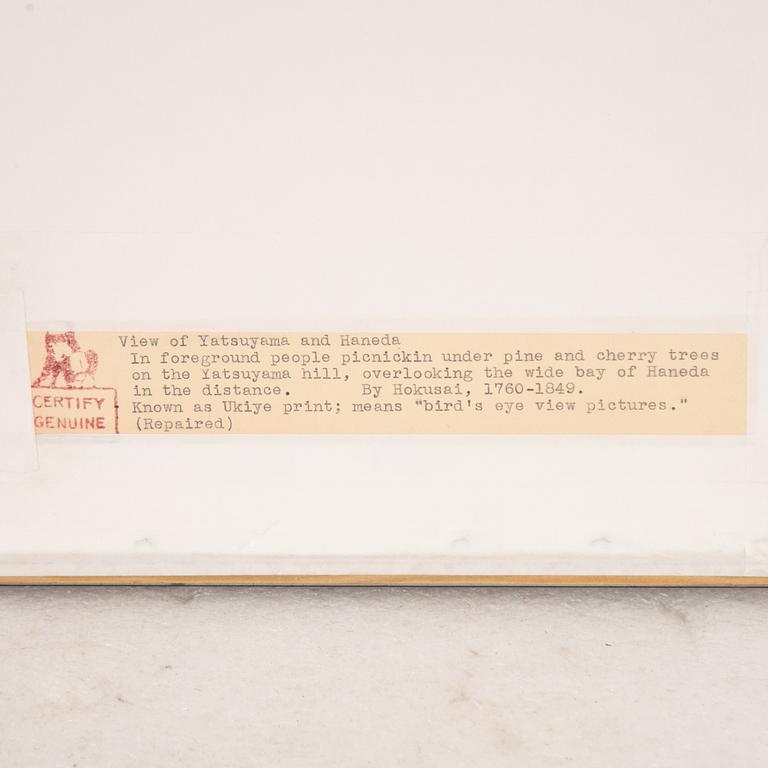 View of Yatsuyama and Haneda
In foreground people picnickin under pine and cherry trees
on the Yatsuyama hill, overlooking the wide bay of Haneda
in the distance. By Hokusai, 1760-1849.
Known as Ukiye print; means "bird's eye view pictures."
(Repaired)
CERTIFY
GENUINE